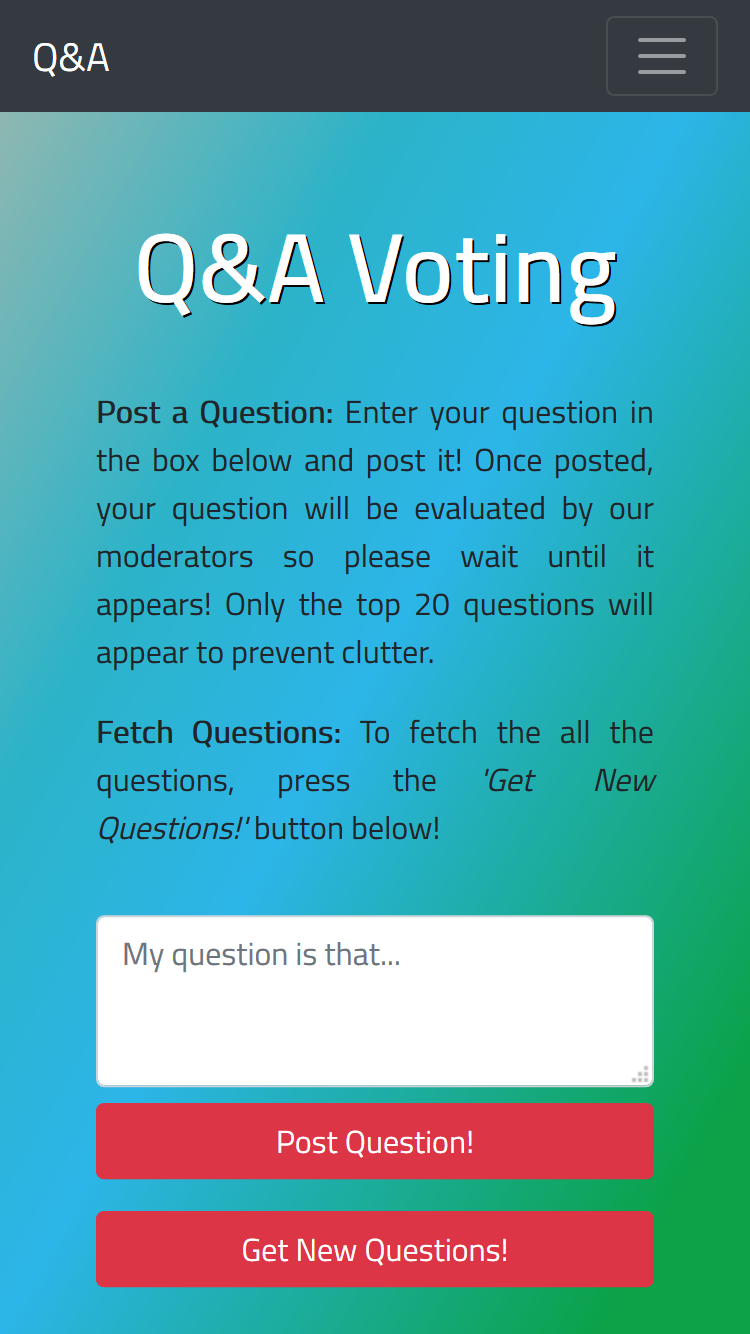 Q&A
Q&A Voting
Post a Question: Enter your question in
the box below and post it! Once posted,
your question will be evaluated by our
moderators so please wait until it
appears! Only the top 20 questions will
appear to prevent clutter.
Fetch Questions: To fetch the all the
questions, press the 'Get New
Questions!' button below!
My question is that...
Post Question!
Get New Questions!